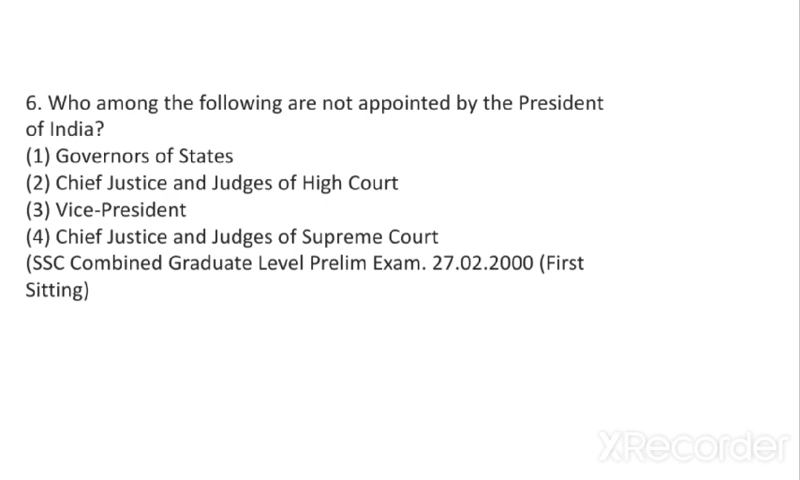 6. Who among the following are not appointed by the President
of India?
(1) Governors of States
(2) Chief Justice and Judges of High Court
(3) Vice-President
(4) Chief Justice and Judges of Supreme Court
(SSC Combined Graduate Level Prelim Exam. 27.02.2000 (First
Sitting)
XRecorder